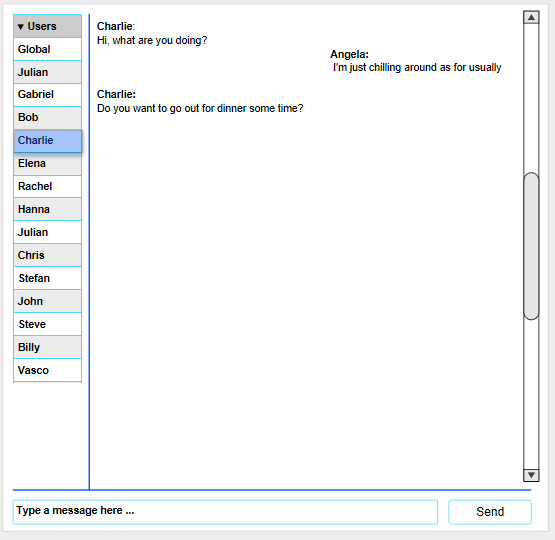 ▼ Users
Global
Julian
Gabriel
Bob
Charlie
Elena
Rachel
Hanna
Julian
Chris
Stefan
John
Steve
Billy
Vasco
Charlie:
Hi, what are you doing?
Angela:
I'm just chilling around as for usually
Charlie:
Do you want to go out for dinner some time?
Type a message here ...
Send